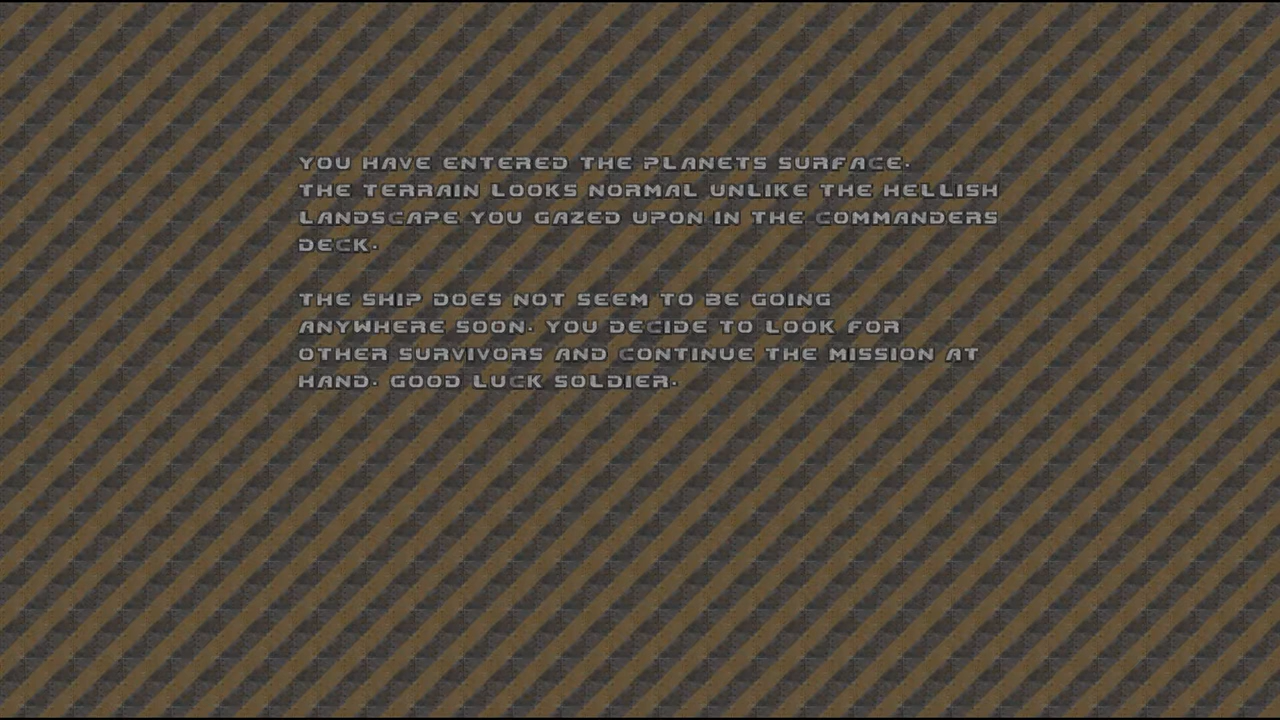 YOU HAVE ENTERED THE PLANETS SURFACE.
THE TERRAIN LOOKS NORMAL UNLIKE THE HELLISH
LANDSCAPE YOU GAZED UPON IN THE COMMANDERS
DECK.
THE SHIP DOES NOT SEEM TO BE GOING
ANYWHERE SOON. YOU DECIDE TO LOOK FOR
OTHER SURVIVORS AND CONTINUE THE MISSION AT
HAND. GOOD LUCK SOLDIER.